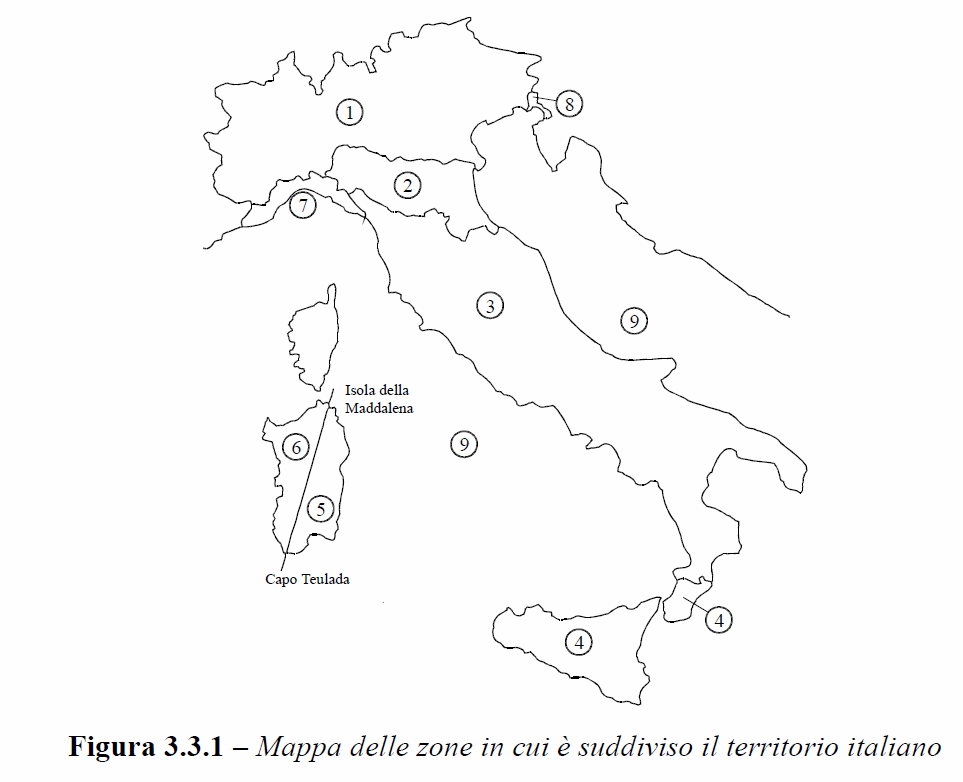 8
1
2
7
3
9
Isola della
Maddalena
6
9
5
Capo Teulada
4
4
Figura 3.3.1 – Mappa delle zone in cui è suddiviso il territorio italiano